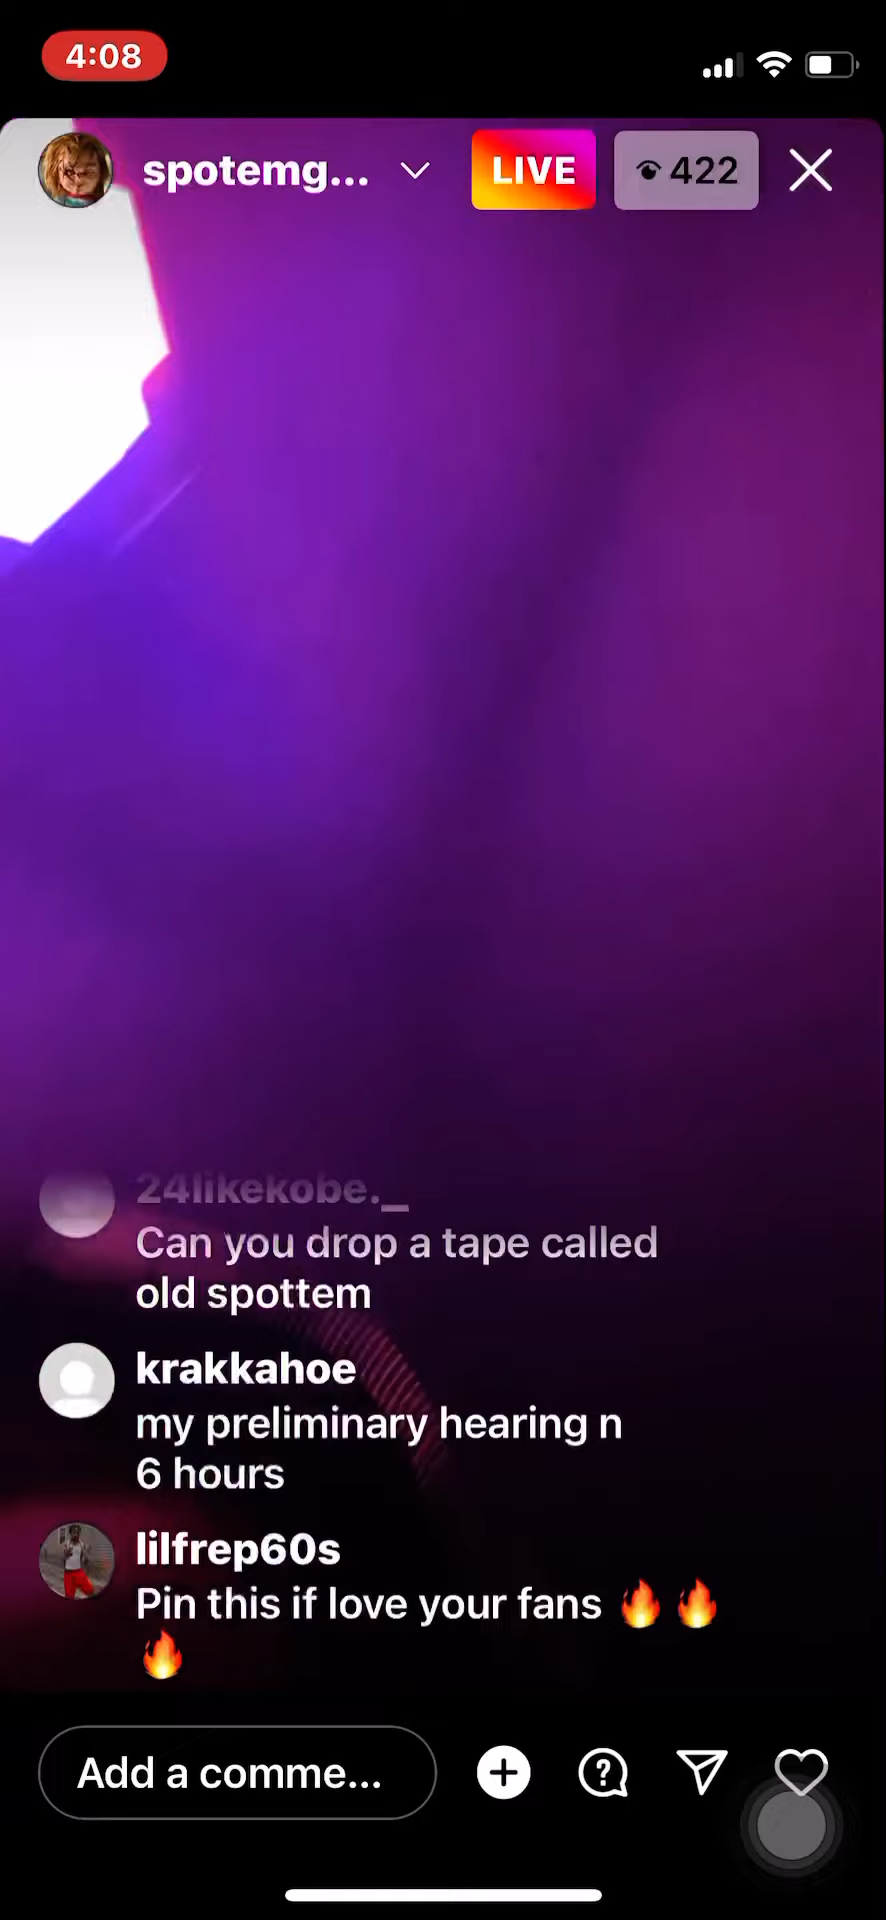 4:08
spotemg... LIVE 422
24likekobe._
Can you drop a tape called
old spottem
krakkahoe
my preliminary hearing n
6 hours
lilfrep60s
Pin this if love your fans 🔥🔥
🔥
Add a comme...